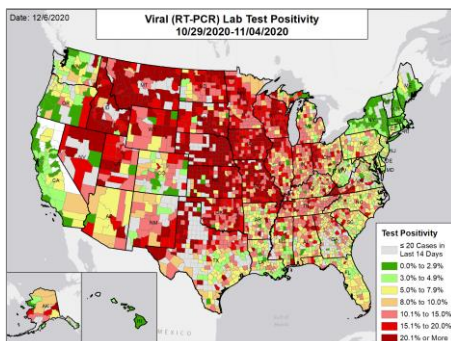 Date: 12/6/2020
Viral (RT-PCR) Lab Test Positivity
10/29/2020-11/04/2020
Test Positivity
≤ 20 Cases in
Last 14 Days
0.0% to 2.9%
3.0% to 4.9%
5.0% to 7.9%
8.0% to 10.0%
10.1% to 15.0%
15.1% to 20.0%
20.1% or More
MÉXICO